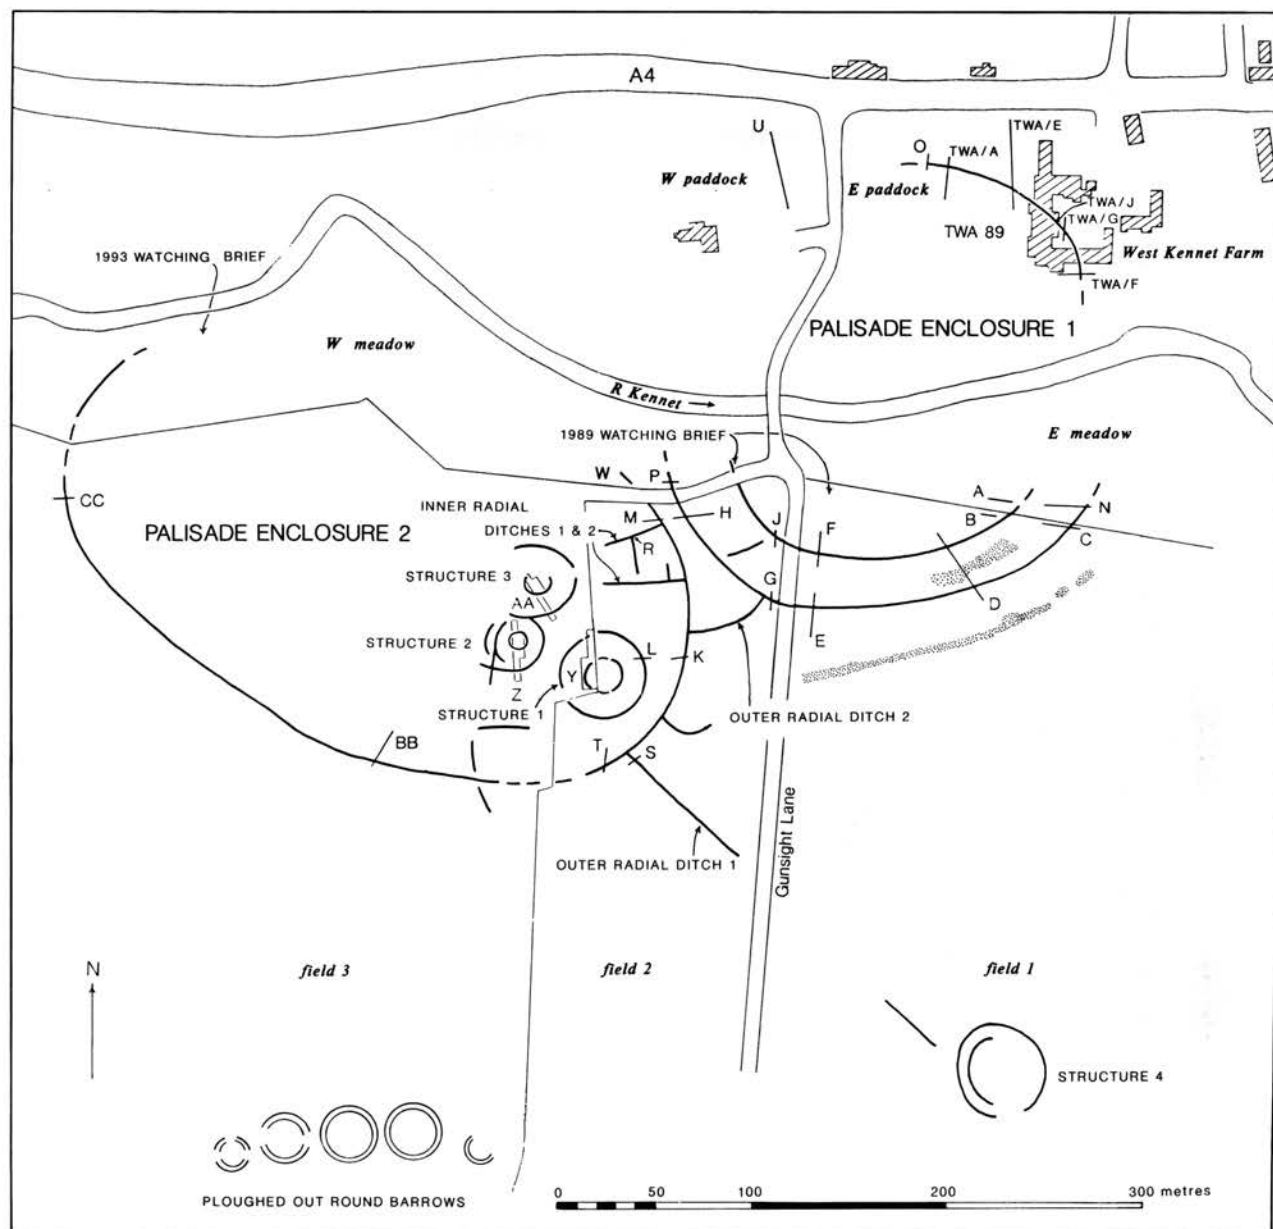 A4
U
TWA/E
O
TWA/A
W paddock
E paddock
TWA/J
TWA/G
TWA 89
West Kennet Farm
1993 WATCHING BRIEF
TWA/F
PALISADE ENCLOSURE 1
W meadow
R Kennet
1989 WATCHING BRIEF
E meadow
W
P
CC
INNER RADIAL
A
N
PALISADE ENCLOSURE 2
M
H
B
DITCHES 1 & 2
J
F
C
R
STRUCTURE 3
G
AA
D
STRUCTURE 2
E
L
K
Y
Z
STRUCTURE 1
OUTER RADIAL DITCH 2
BB
T
S
Gunsight Lane
OUTER RADIAL DITCH 1
N
field 3
field 2
field 1
STRUCTURE 4
PLOUGHED OUT ROUND BARROWS
0 50 100 200 300 metres